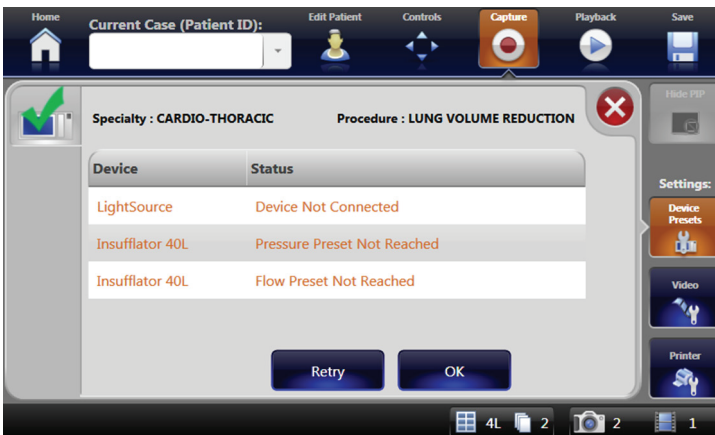 Home
Current Case (Patient ID):
Edit Patient
Controls
Capture
Playback
Save
Specialty : CARDIO-THORACIC
Procedure : LUNG VOLUME REDUCTION
Hide PIP
Device
Status
LightSource
Device Not Connected
Insufflator 40L
Pressure Preset Not Reached
Insufflator 40L
Flow Preset Not Reached
Settings:
Device
Presets
Video
Printer
Retry
OK
4L
2
2
1